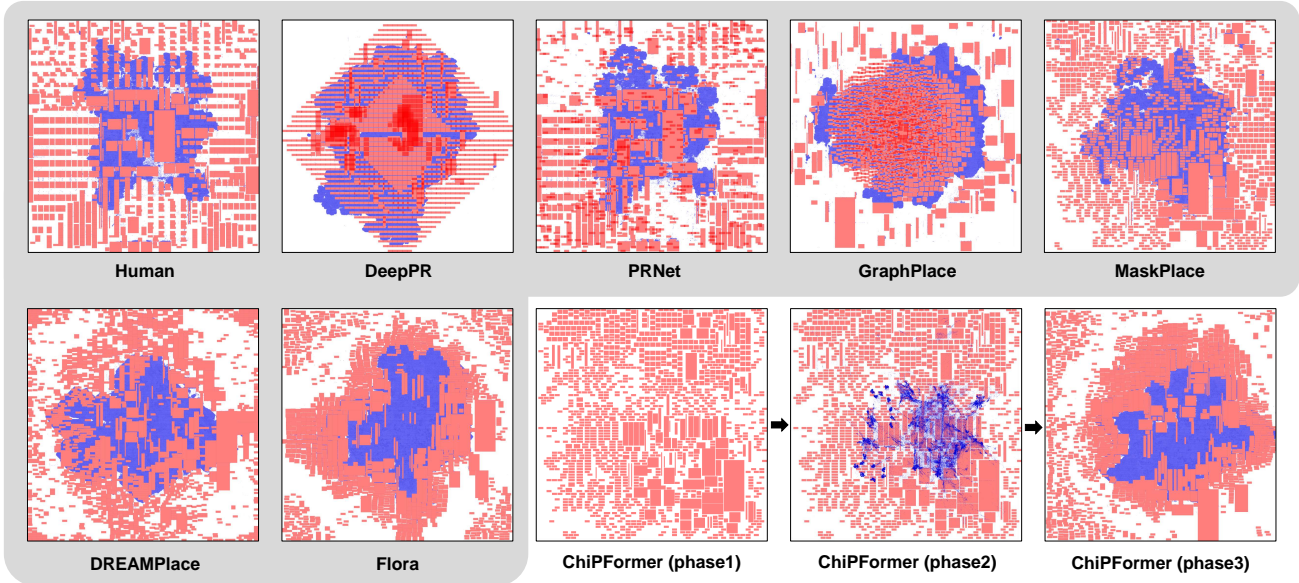 Human
DeepPR
PRNet
GraphPlace
MaskPlace
DREAMPlace
Flora
ChiPFormer (phase1)
ChiPFormer (phase2)
ChiPFormer (phase3)